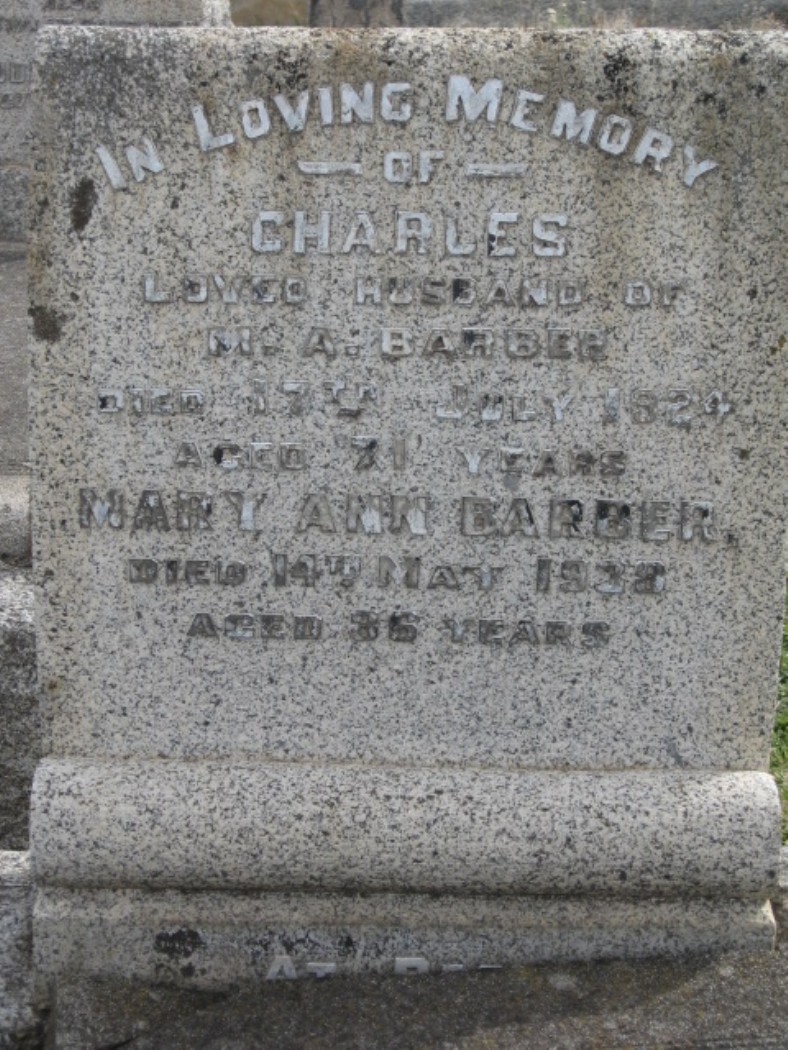 IN LOVING MEMORY
— OF —
CHARLES
LOVED HUSBAND OF
M. A. BARBER
DIED 17TH JULY 1924
AGED 71 YEARS
MARY ANN BARBER,
DIED 14TH MAY
AGED 86 YEARS
AT